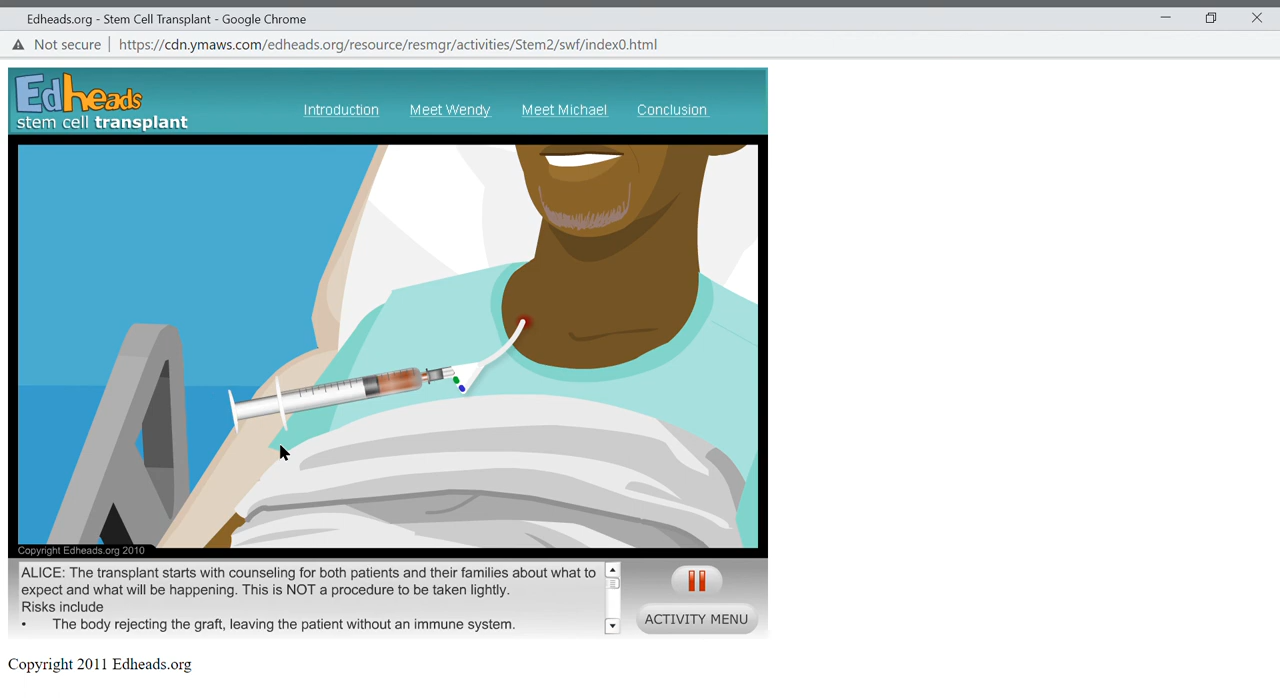 Edheads.org - Stem Cell Transplant - Google Chrome
Not secure | https://cdn.ymaws.com/edheads.org/resource/resmgr/activities/Stem2/swf/index0.html
Edheads
stem cell transplant
Introduction Meet Wendy Meet Michael Conclusion
Copyright Edheads.org 2010
ALICE: The transplant starts with counseling for both patients and their families about what to
expect and what will be happening. This is NOT a procedure to be taken lightly.
Risks include
• The body rejecting the graft, leaving the patient without an immune system.
ACTIVITY MENU
Copyright 2011 Edheads.org